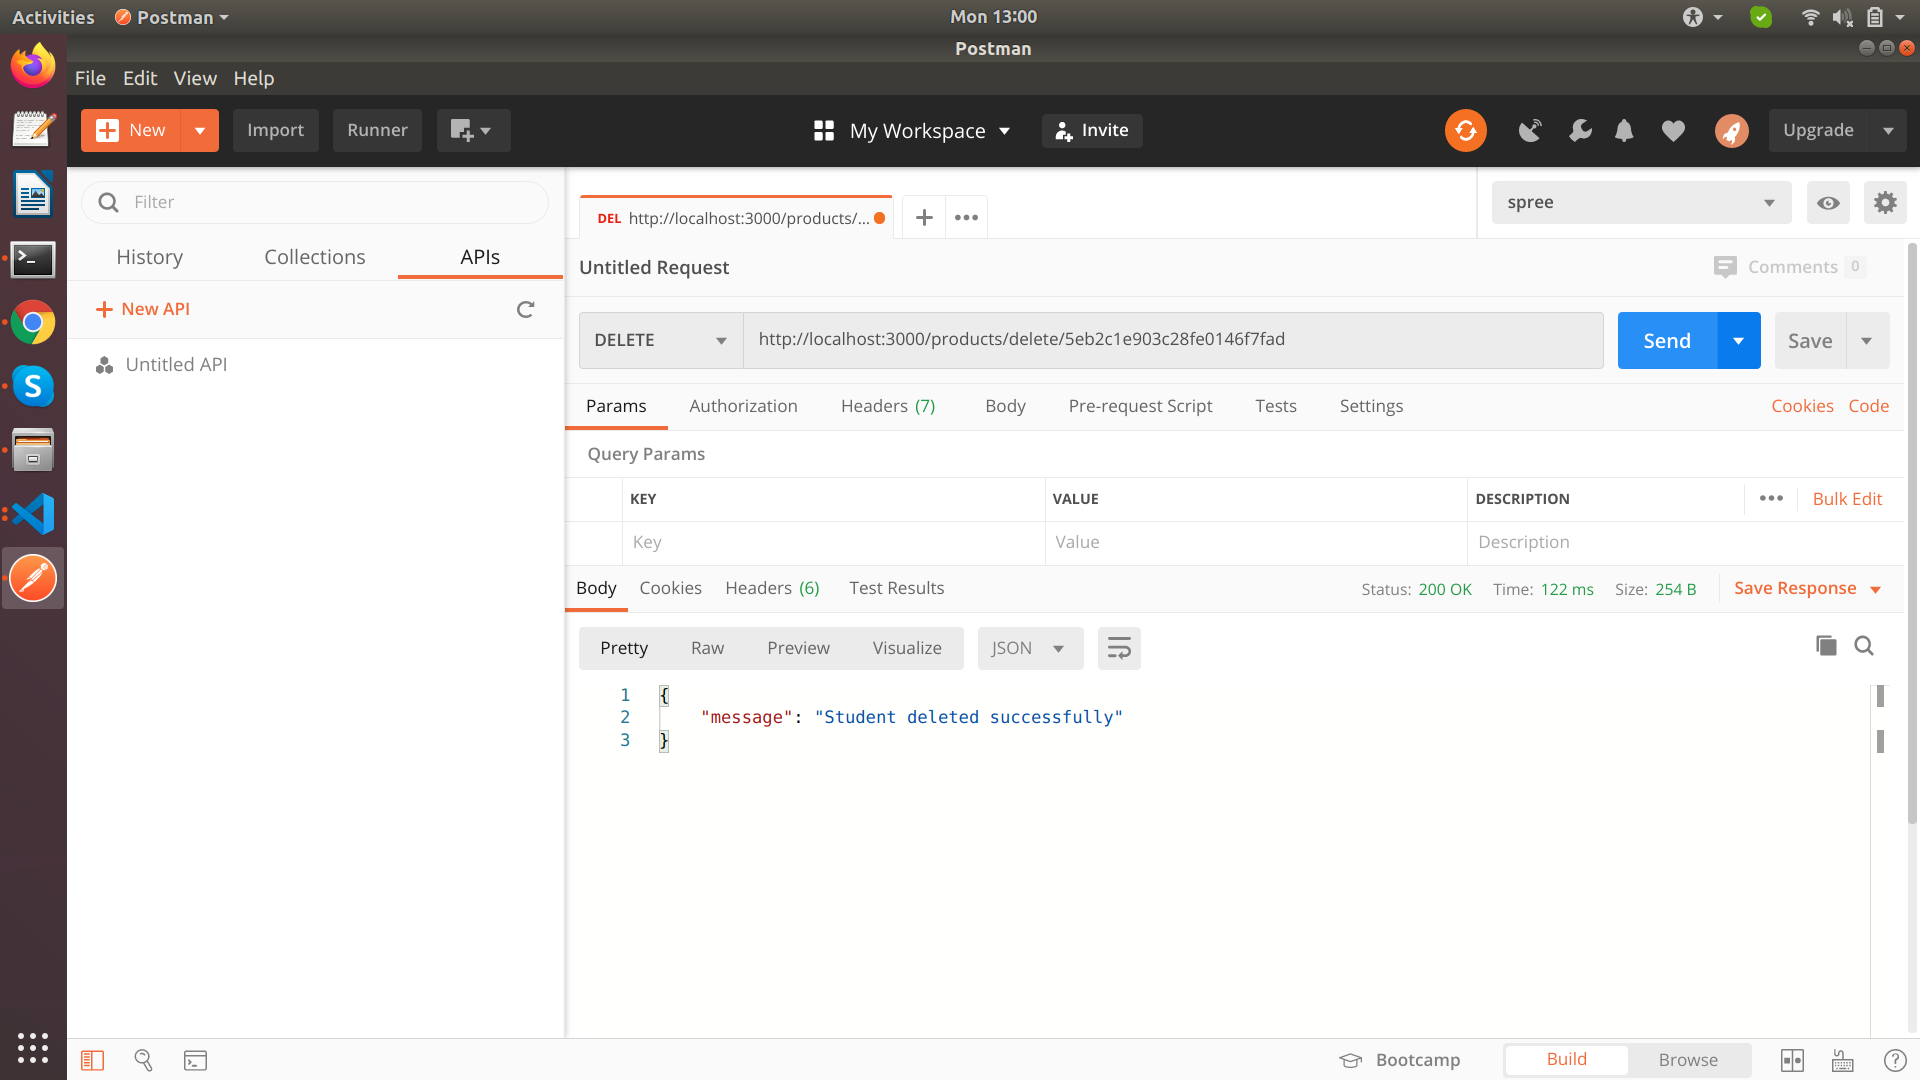 Activities Postman Mon 13:00
Postman
File Edit View Help
New Import Runner My Workspace Invite Upgrade
Filter
History Collections APIs
New API
Untitled API
DEL http://localhost:3000/products/... spree
Untitled Request Comments 0
DELETE http://localhost:3000/products/delete/5eb2c1e903c28fe0146f7fad Send Save
Params Authorization Headers (7) Body Pre-request Script Tests Settings Cookies Code
Query Params
KEY VALUE DESCRIPTION Bulk Edit
Key Value Description
Body Cookies Headers (6) Test Results Status: 200 OK Time: 122 ms Size: 254 B Save Response
Pretty Raw Preview Visualize JSON
1 {
2 "message": "Student deleted successfully"
3 }
Bootcamp Build Browse